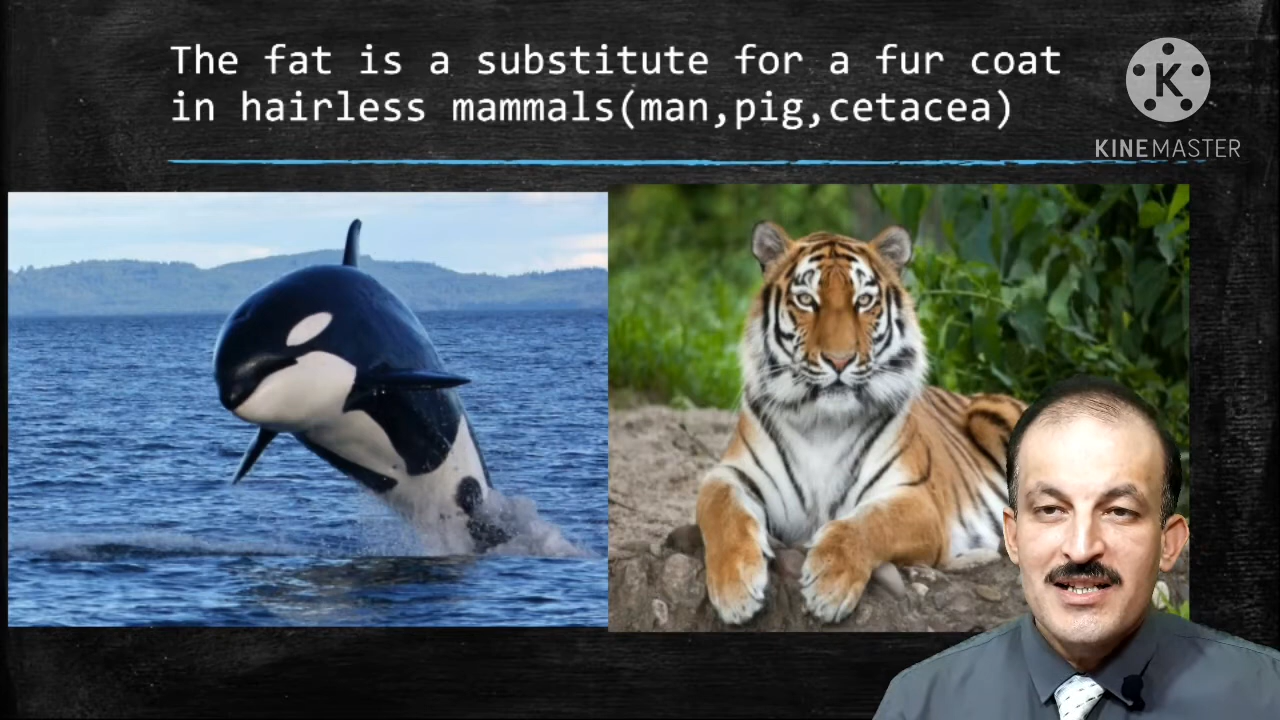 The fat is a substitute for a fur coat
in hairless mammals(man,pig,cetacea)
K
KINEMASTER